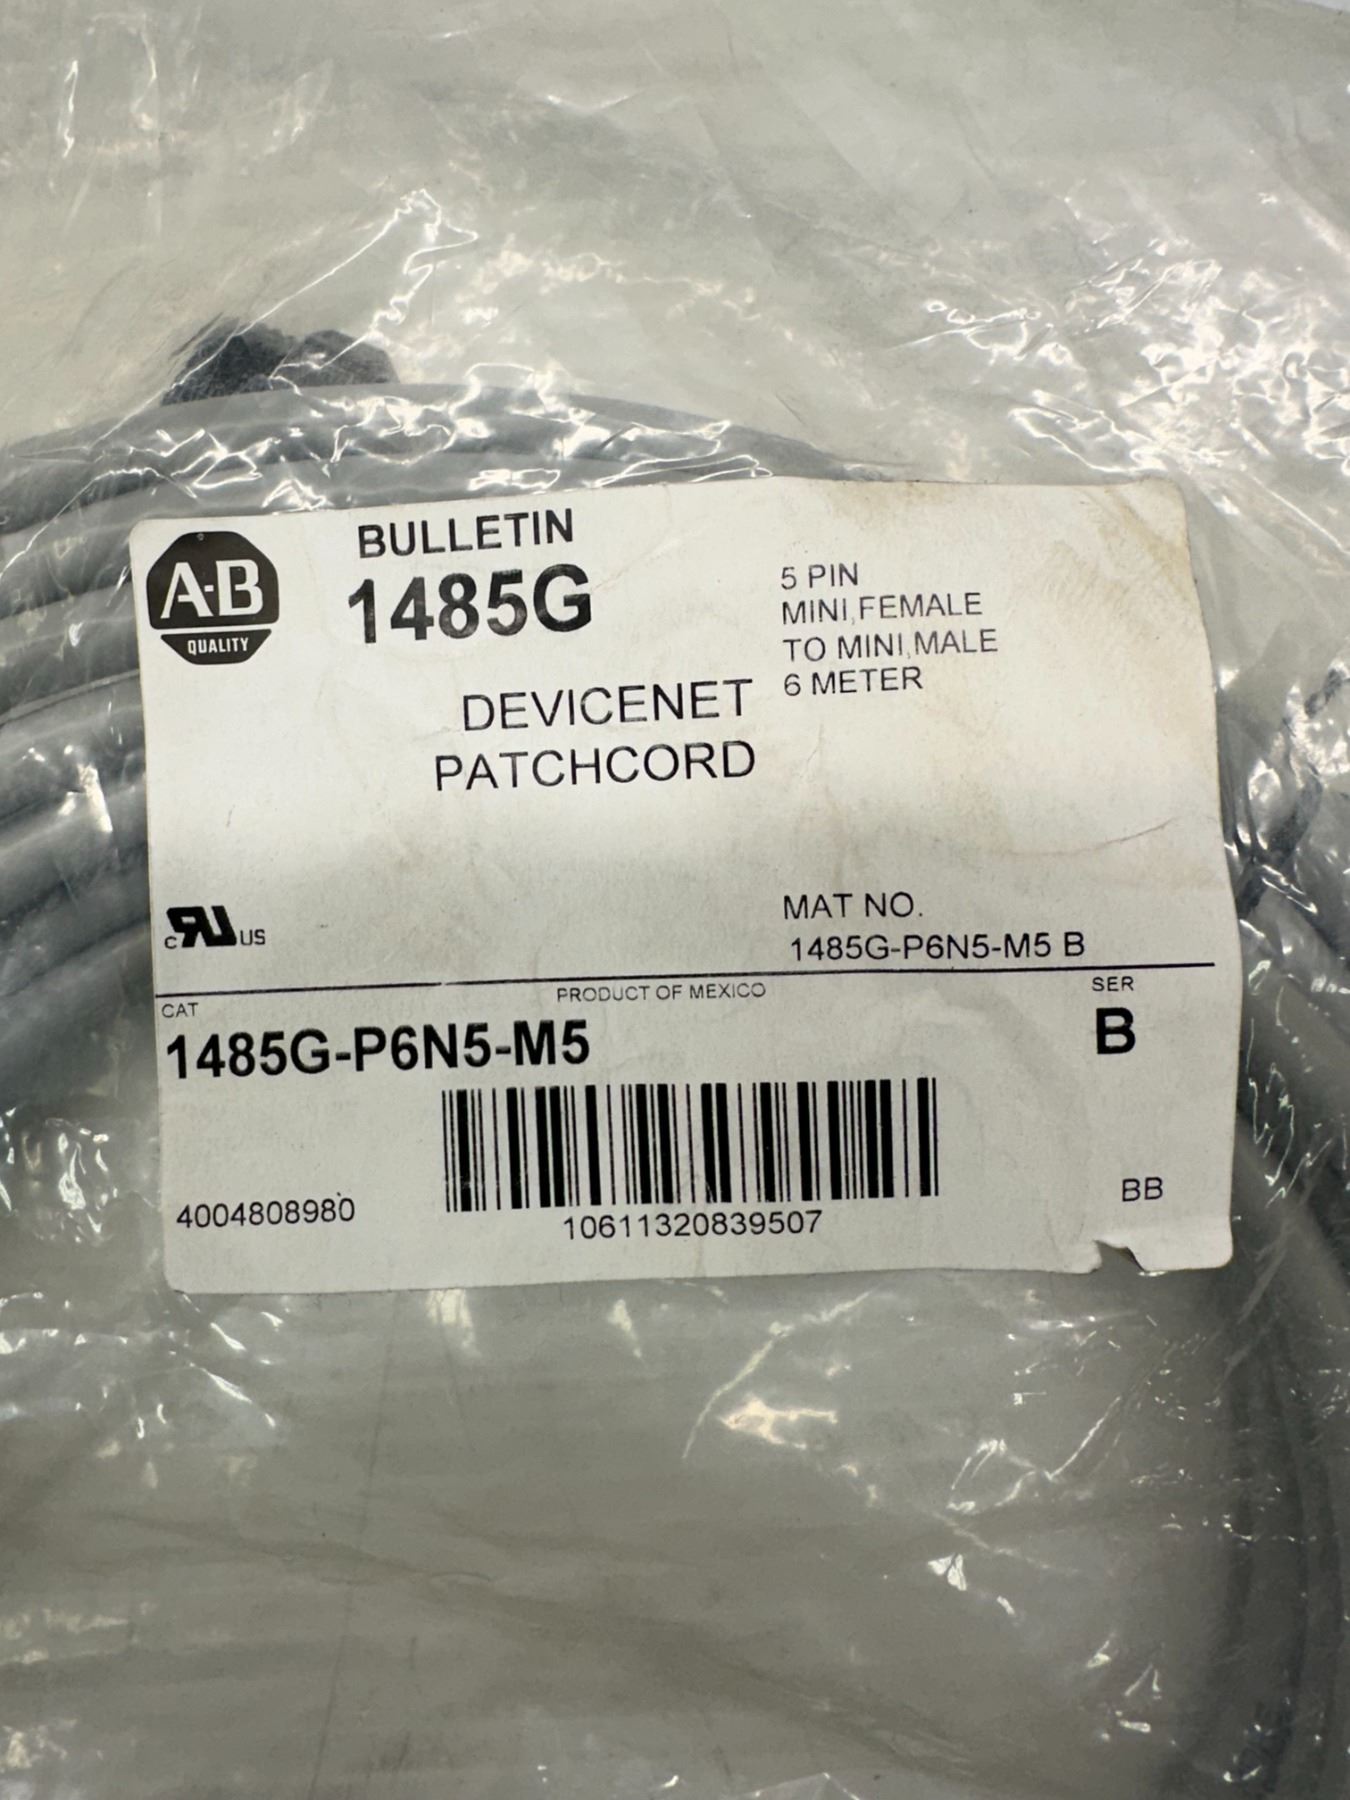 A-B
QUALITY
BULLETIN
1485G
DEVICENET
PATCHCORD
5 PIN
MINI,FEMALE
TO MINI,MALE
6 METER
c RU US
MAT NO.
1485G-P6N5-M5 B
PRODUCT OF MEXICO
CAT
1485G-P6N5-M5
SER
B
4004808980
10611320839507
BB